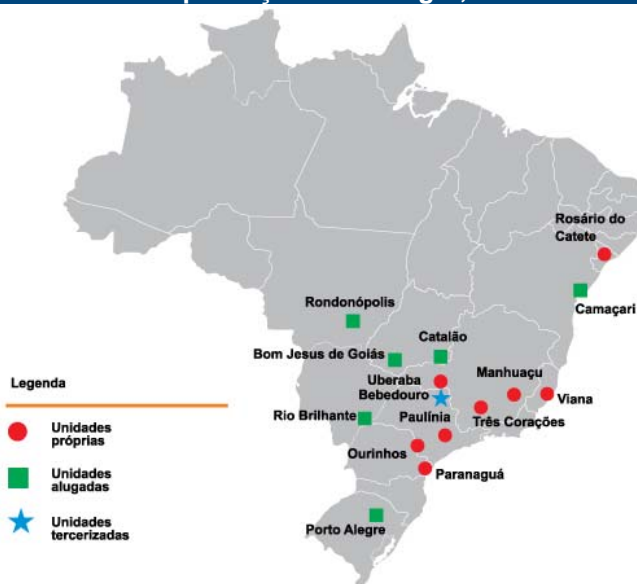 Rosário do
Catete
Camaçari
Rondonópolis
Catalão
Bom Jesus de Goiás
Uberaba
Bebedouro
Manhuaçu
Viana
Três Corações
Paulínia
Rio Brilhante
Ourinhos
Paranaguá
Porto Alegre
Legenda
Unidades
próprias
Unidades
alugadas
Unidades
tercerizadas